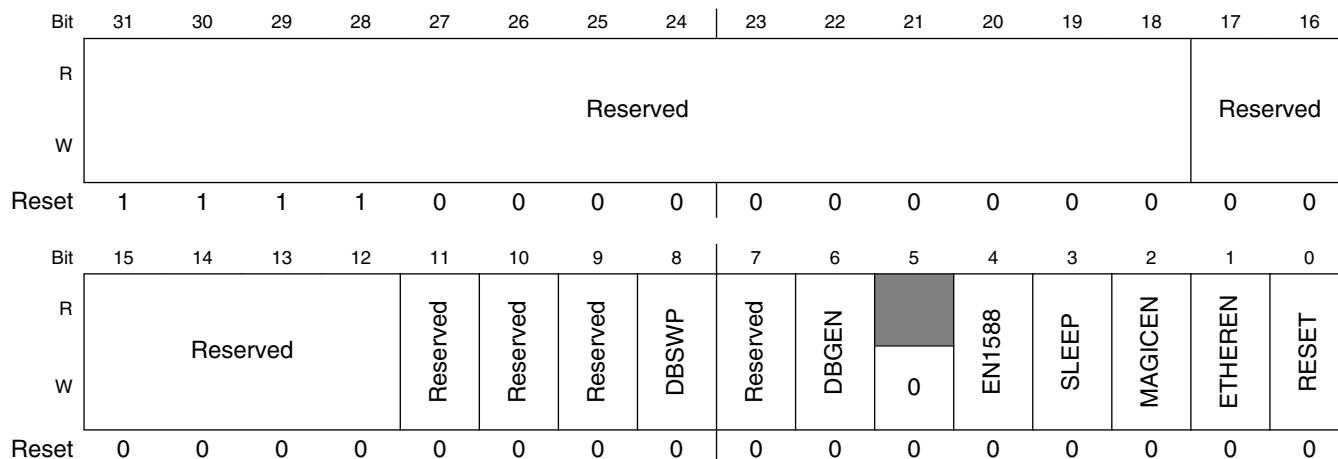 Bit 31 30 29 28 27 26 25 24 23 22 21 20 19 18 17 16
R
Reserved Reserved
W
Reset 1 1 1 1 0 0 0 0 0 0 0 0 0 0 0 0
Bit 15 14 13 12 11 10 9 8 7 6 5 4 3 2 1 0
R
Reserved Reserved Reserved Reserved DBSWP Reserved DBGEN EN1588 SLEEP MAGICEN ETHEREN RESET
W 0
Reset 0 0 0 0 0 0 0 0 0 0 0 0 0 0 0 0